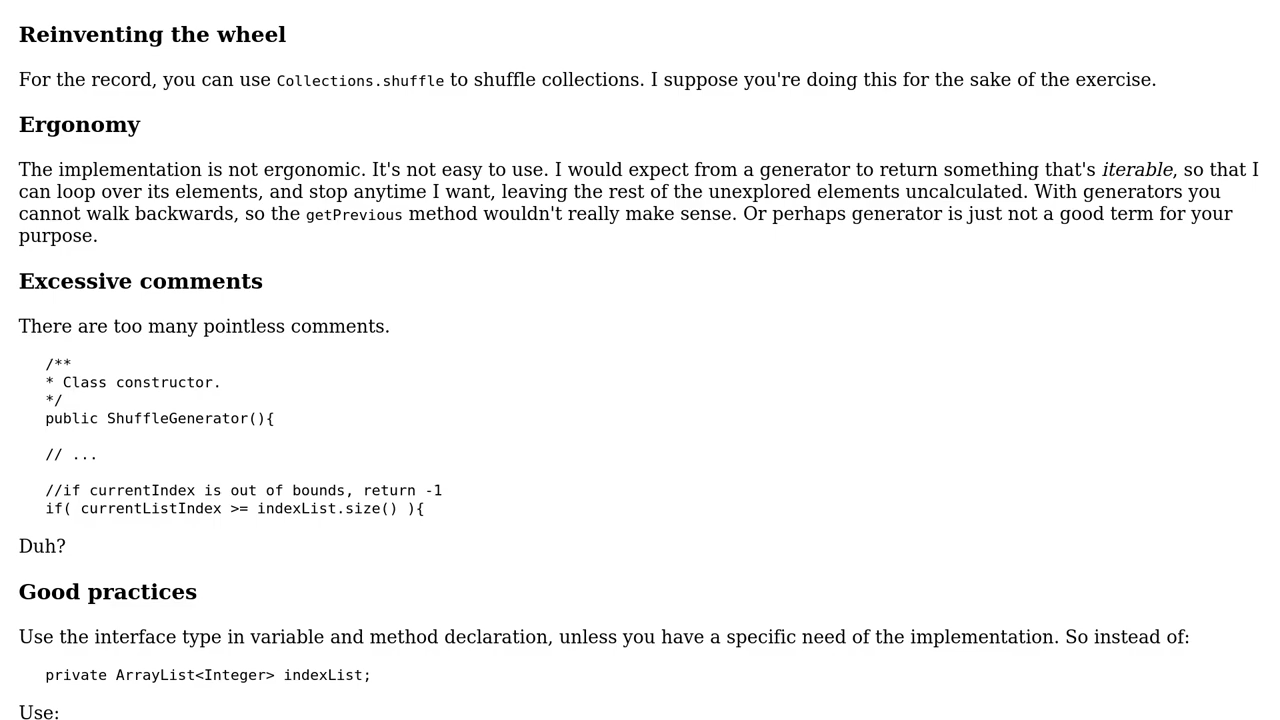 Reinventing the wheel
For the record, you can use Collections.shuffle to shuffle collections. I suppose you're doing this for the sake of the exercise.
Ergonomy
The implementation is not ergonomic. It's not easy to use. I would expect from a generator to return something that's iterable, so that I
can loop over its elements, and stop anytime I want, leaving the rest of the unexplored elements uncalculated. With generators you
cannot walk backwards, so the getPrevious method wouldn't really make sense. Or perhaps generator is just not a good term for your
purpose.
Excessive comments
There are too many pointless comments.
/**
* Class constructor.
*/
public ShuffleGenerator(){
// ...
//if currentIndex is out of bounds, return -1
if( currentListIndex >= indexList.size() ){
Duh?
Good practices
Use the interface type in variable and method declaration, unless you have a specific need of the implementation. So instead of:
private ArrayList<Integer> indexList;
Use: